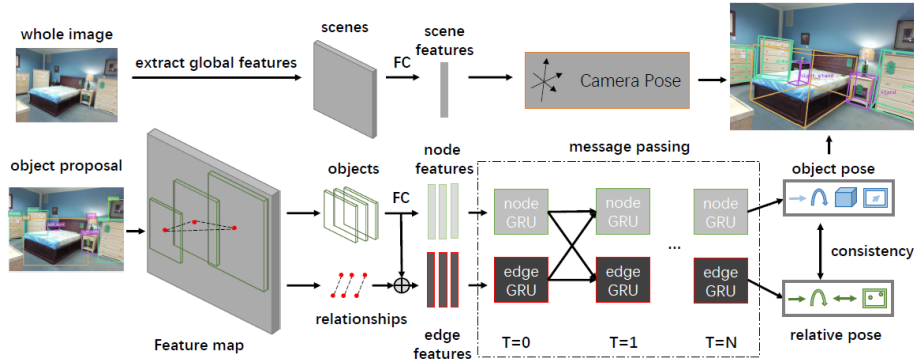 whole image
extract global features
scenes
FC
scene
features
Camera Pose
object proposal
Feature map
objects
FC
relationships
node
features
edge
features
message passing
node
GRU
node
GRU
node
GRU
...
edge
GRU
edge
GRU
edge
GRU
T=0
T=1
T=N
object pose
consistency
relative pose